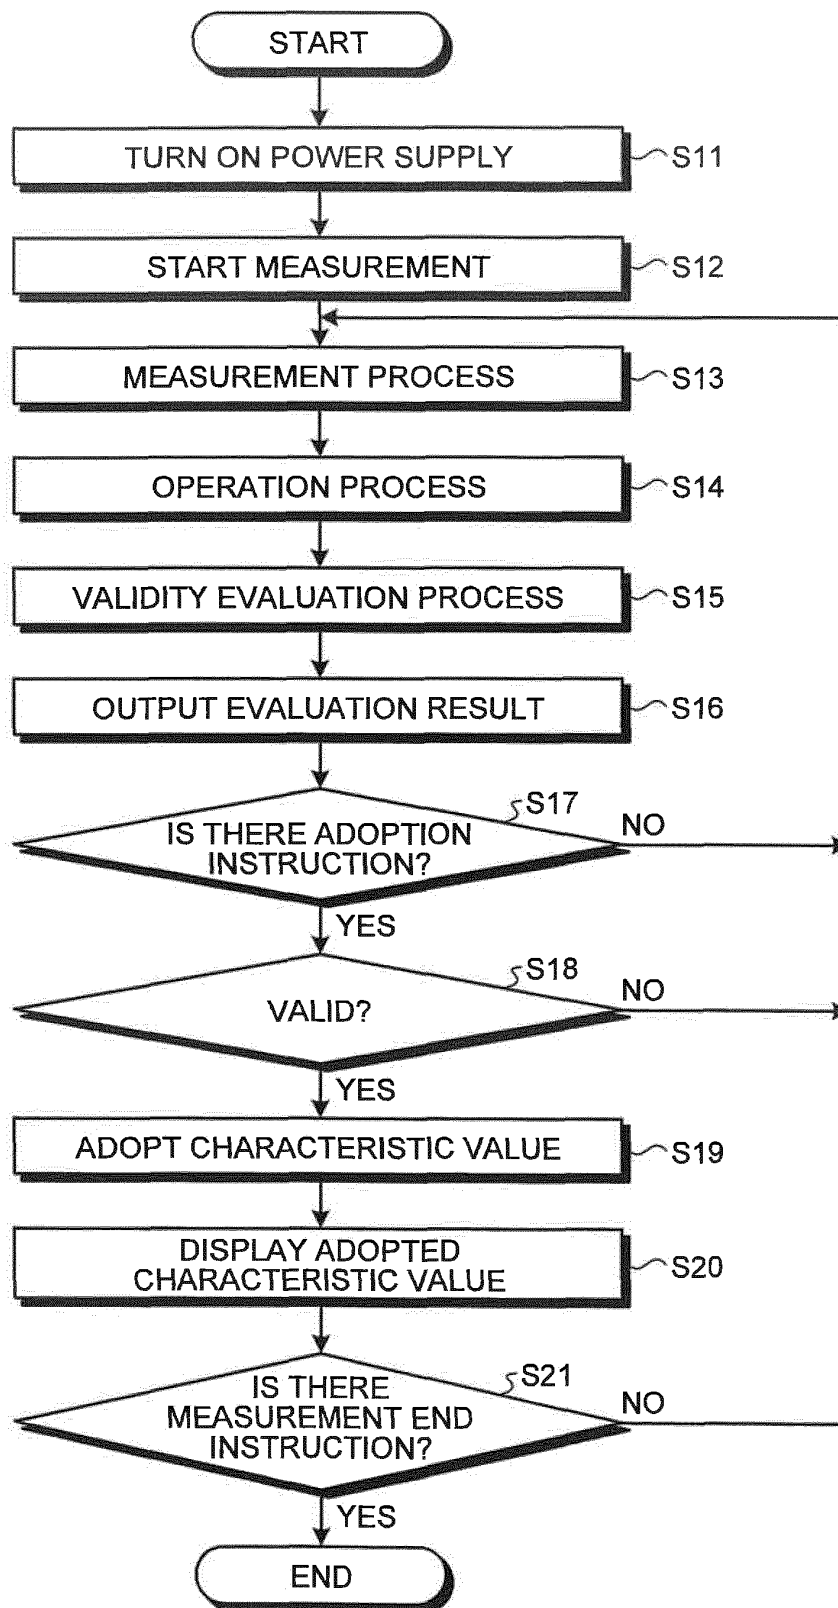 START
TURN ON POWER SUPPLY
S11
START MEASUREMENT
S12
MEASUREMENT PROCESS
S13
OPERATION PROCESS
S14
VALIDITY EVALUATION PROCESS
S15
OUTPUT EVALUATION RESULT
S16
S17
IS THERE ADOPTION
INSTRUCTION?
NO
YES
S18
VALID?
NO
YES
ADOPT CHARACTERISTIC VALUE
S19
DISPLAY ADOPTED
CHARACTERISTIC VALUE
S20
S21
IS THERE
MEASUREMENT END
INSTRUCTION?
NO
YES
END